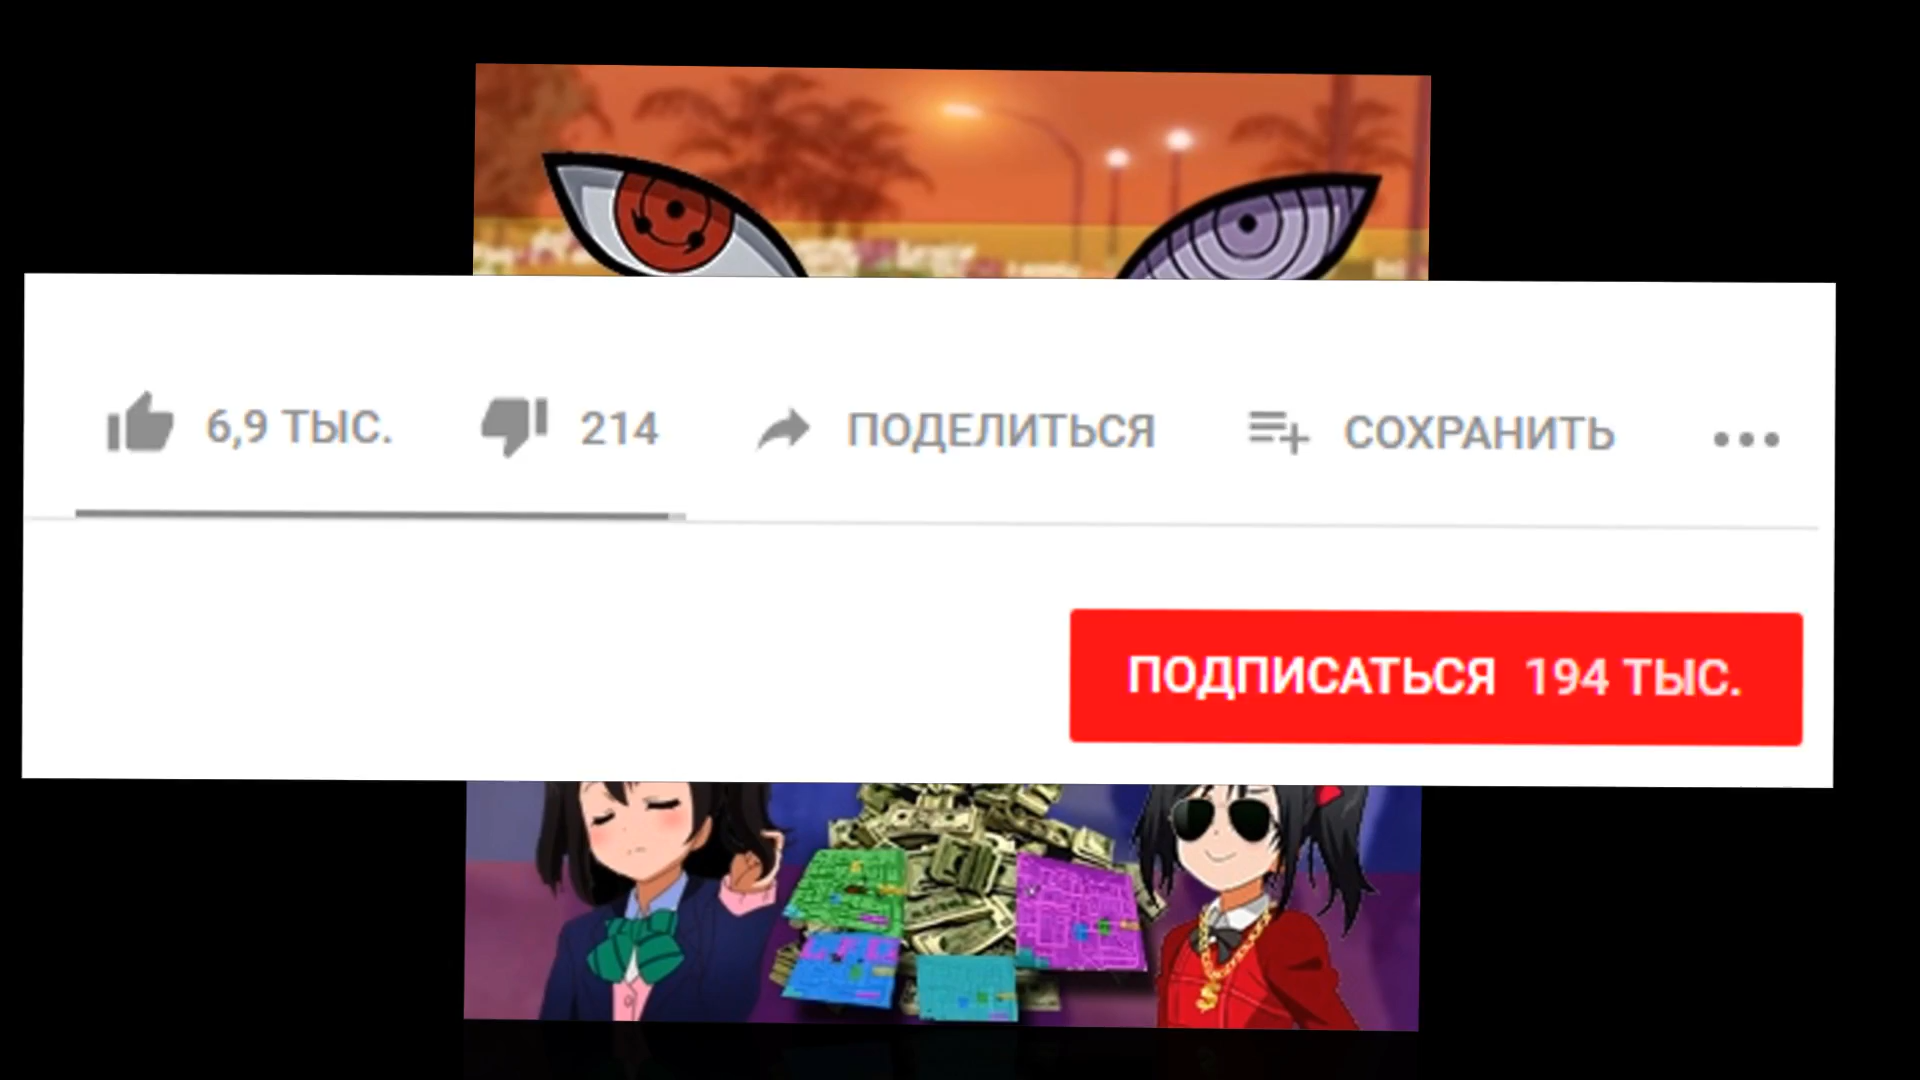 6,9 ТЫС. 214 ПОДЕЛИТЬСЯ СОХРАНИТЬ
ПОДПИСАТЬСЯ 194 ТЫС.